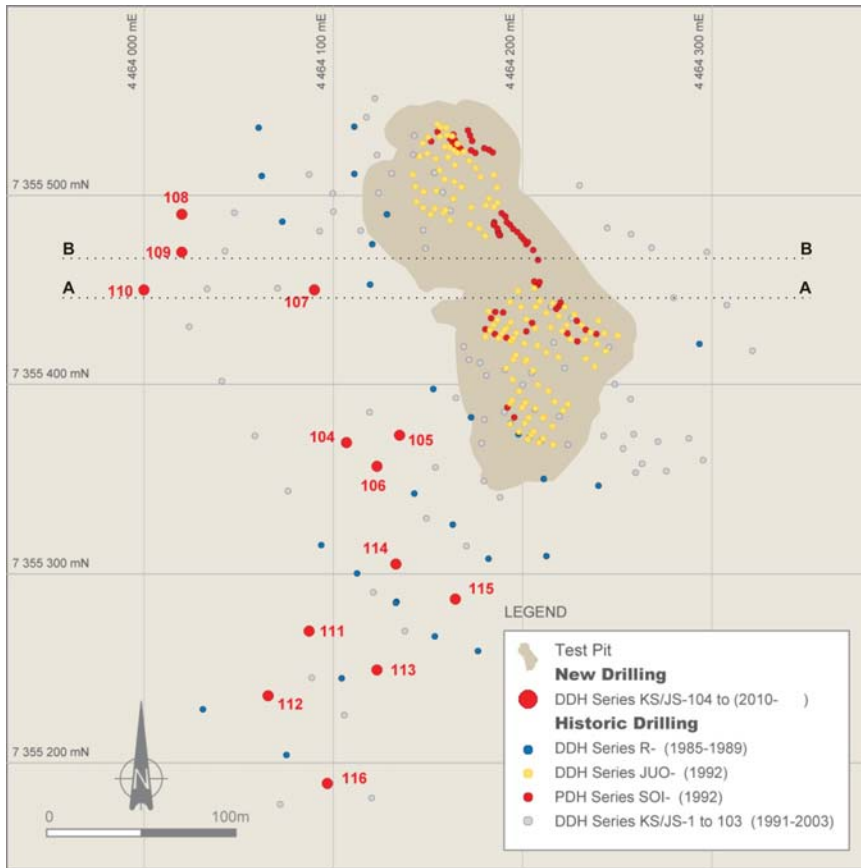 4 464 000 mE
4 464 100 mE
4 464 200 mE
4 464 300 mE
7 355 500 mN
108
109
B
B
110
107
A
A
7 355 400 mN
104
105
106
7 355 300 mN
114
115
111
113
112
7 355 200 mN
116
N
0
100m
LEGEND
Test Pit
New Drilling
DDH Series KS/JS-104 to (2010- )
Historic Drilling
DDH Series R- (1985-1989)
DDH Series JUO- (1992)
PDH Series SOI- (1992)
DDH Series KS/JS-1 to 103 (1991-2003)